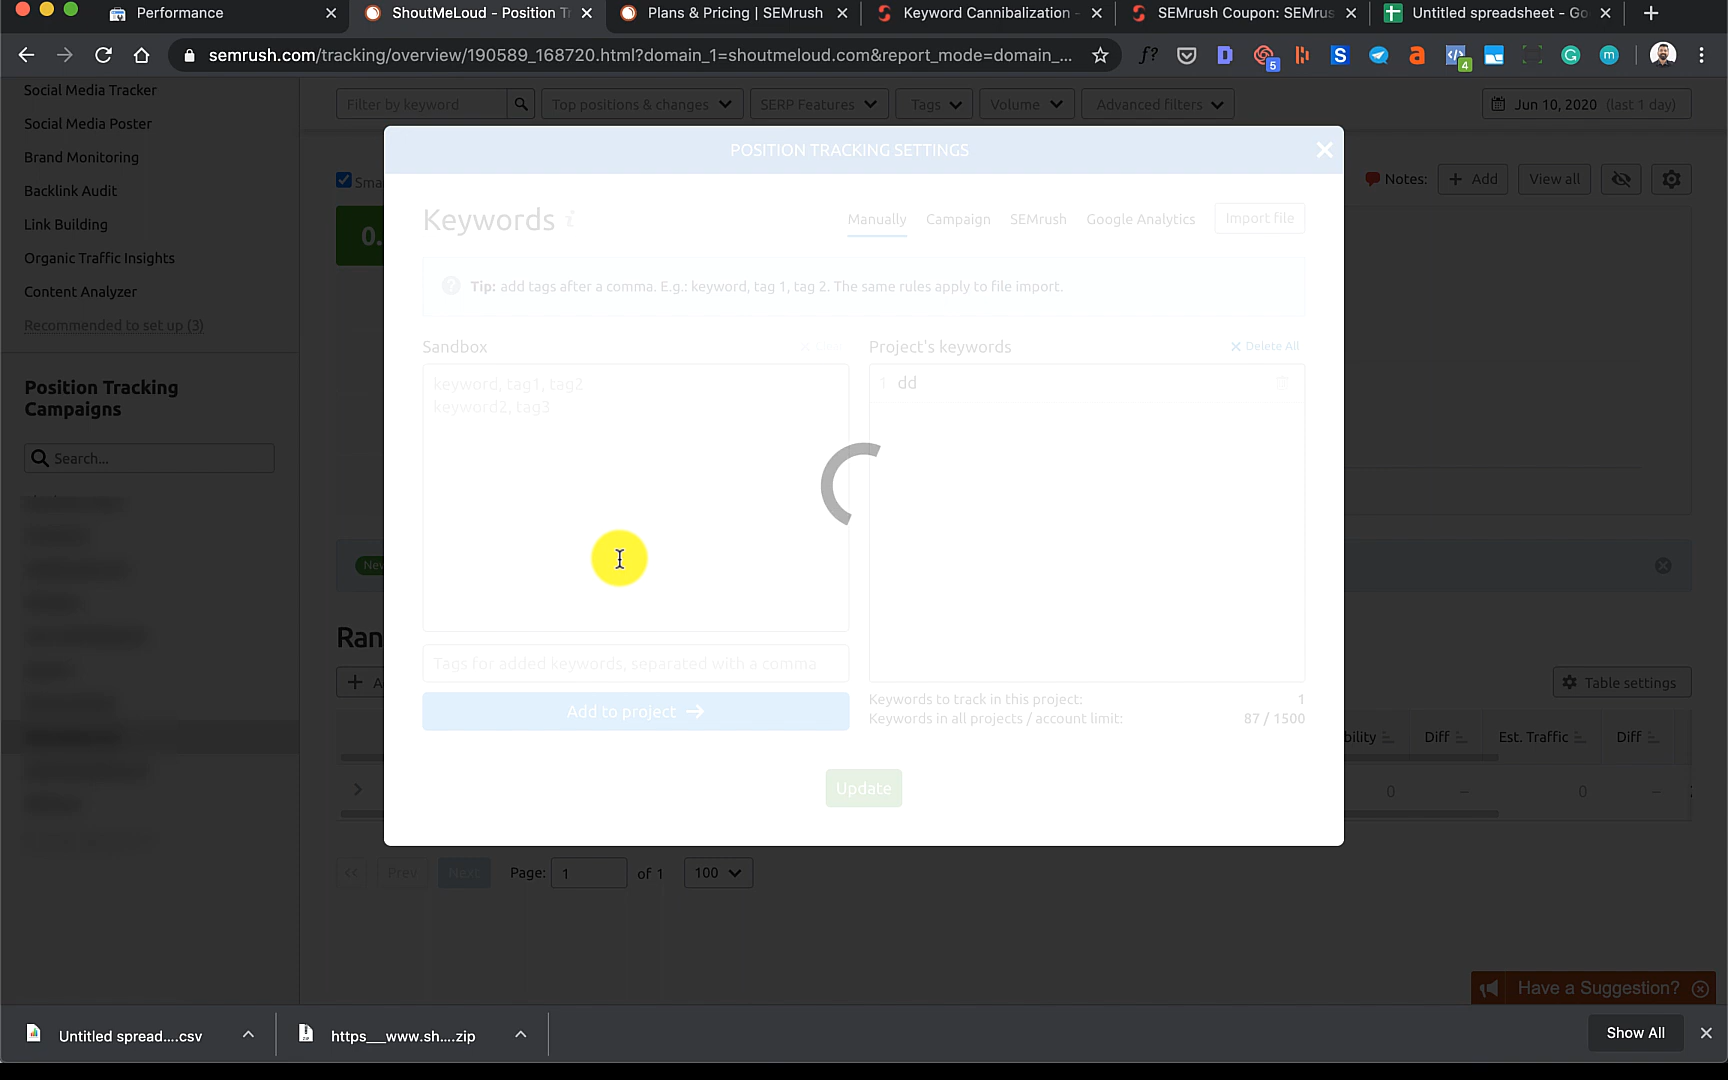 Performance
ShoutMeLoud - Position T
Plans & Pricing | SEMrush
Keyword Cannibalization -
SEMrush Coupon: SEMrus
Untitled spreadsheet - Go
semrush.com/tracking/overview/190589_168720.html?domain_1=shoutmeloud.com&report_mode=domain_...
5
4
Social Media Tracker
Social Media Poster
Brand Monitoring
Backlink Audit
Link Building
Organic Traffic Insights
Content Analyzer
Recommended to set up (3)
Position Tracking
Campaigns
Search...
Filter by keyword
Top positions & changes
SERP Features
Tags
Volume
Advanced filters
Jun 10, 2020 (last 1 day)
Sma
Notes:
Add
View all
0.
POSITION TRACKING SETTINGS
Keywords i
Manually
Campaign
SEMrush
Google Analytics
Import file
Tip: add tags after a comma. E.g.: keyword, tag 1, tag 2. The same rules apply to file import.
Sandbox
Clear
Project's keywords
Delete All
keyword, tag1, tag2
keyword2, tag3
1 dd
Tags for added keywords, separated with a comma
Add to project
Keywords to track in this project: 1
Keywords in all projects / account limit: 87 / 1500
Update
Nev
Ran
+ A
Table settings
bility
Diff
Est. Traffic
Diff
0
–
0
–
<<
Prev
Next
Page: 1 of 1
100
Have a Suggestion?
Untitled spread....csv
https___www.sh....zip
Show All